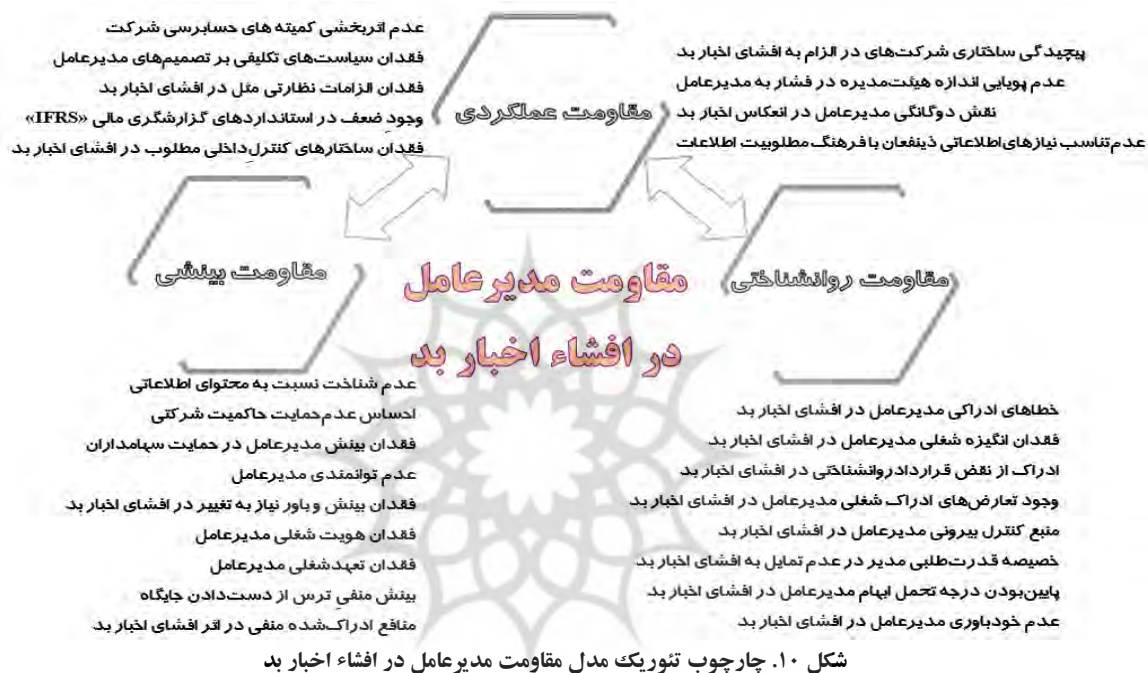 پیچیدگی ساختاری شرکت‌های در الزام به افشای اخبار بد
عدم پویایی اندازه هیئت‌مدیره در فشار به مدیرعامل
نقش دوگانگی مدیرعامل در انعکاس اخبار بد
عدم‌تناسب نیازهای‌اطلاعاتی ذینفعان با فرهنگ مطلوبیت اطلاعات
عدم اثربخشی کمیته های حسابرسی شرکت
فقدان سیاست‌های تکلیفی بر تصمیم‌های مدیرعامل
فقدان الزامات نظارتی مثل در افشای اخبار بد
وجود ضعف در استانداردهای گزارشگری مالی «IFRS»
فقدان ساختارهای کنترل‌داخلی مطلوب در افشای اخبار بد
مقاومت عملکردی
مقاومت روانشناختی
مقاومت بینشی
مقاومت مدیرعامل
در افشاء اخبار بد
خطاهای ادراکی مدیرعامل در افشای اخبار بد
فقدان انگیزه شغلی مدیرعامل در افشای اخبار بد
ادراک از نقض قراردادروانشناختی در افشای اخبار بد
وجود تعارض‌های ادراک شغلی مدیرعامل در افشای اخبار بد
منبع کنترل بیرونی مدیرعامل در افشای اخبار بد
خصیصه قدرت‌طلبی مدیر در عدم تمایل به افشای اخبار بد
پایین‌بودن درجه تحمل ابهام مدیرعامل در افشای اخبار بد
عدم خودباوری مدیرعامل در افشای اخبار بد
عدم شناخت نسبت به محتوای اطلاعاتی
احساس عدم‌حمایت حاکمیت شرکتی
فقدان بینش مدیرعامل در حمایت سهامداران
عدم توانمندی مدیرعامل
فقدان بینش و باور نیاز به تغییر در افشای اخبار بد
فقدان هویت شغلی مدیرعامل
فقدان تعهدشغلی مدیرعامل
بینش منفی ترس از دست‌دادن جایگاه
منافع ادراک‌شده منفی در اثر افشای اخبار بد
شکل ۱۰. چارچوب تئوریک مدل مقاومت مدیرعامل در افشاء اخبار بد